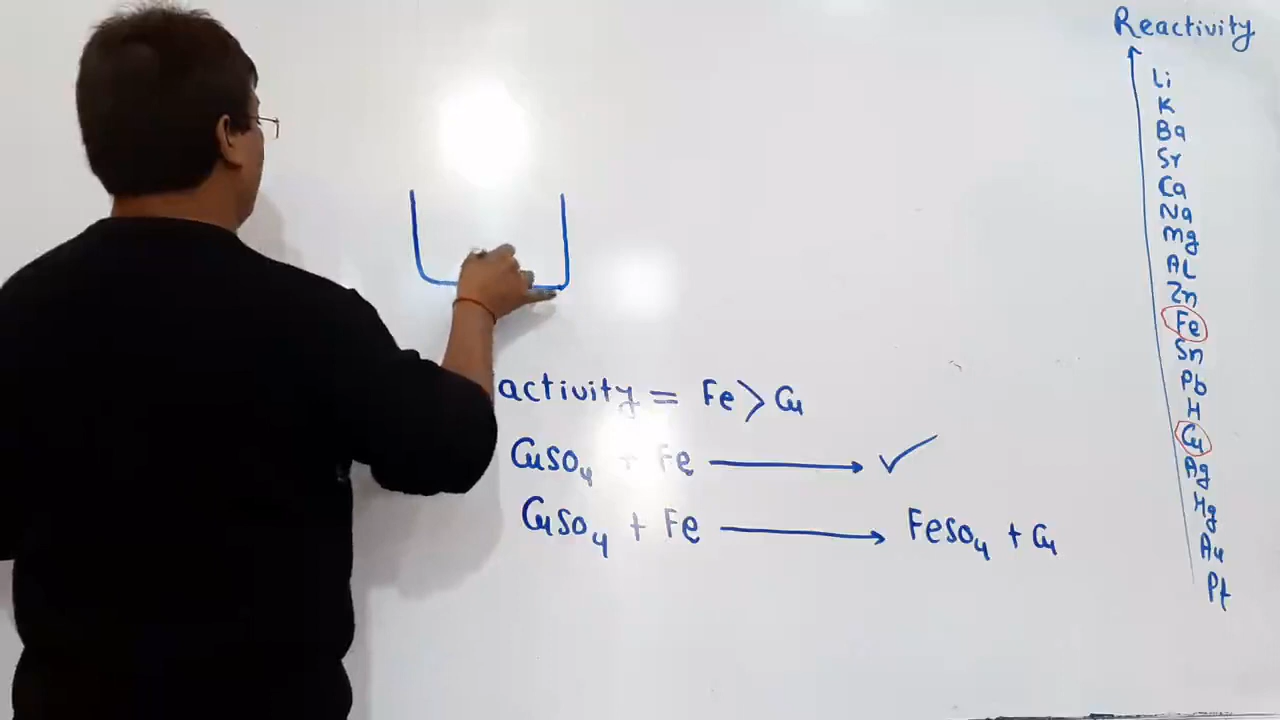 Reactivity
Li
K
Ba
Sr
Ca
Na
Mg
AL
Zn
Fe
Sn
Pb
H
Cu
Ag
Hg
Au
Pt
activity = Fe > Cu
CuSO₄ + Fe ⟶ ✓
CuSO₄ + Fe ⟶ FeSO₄ + Cu